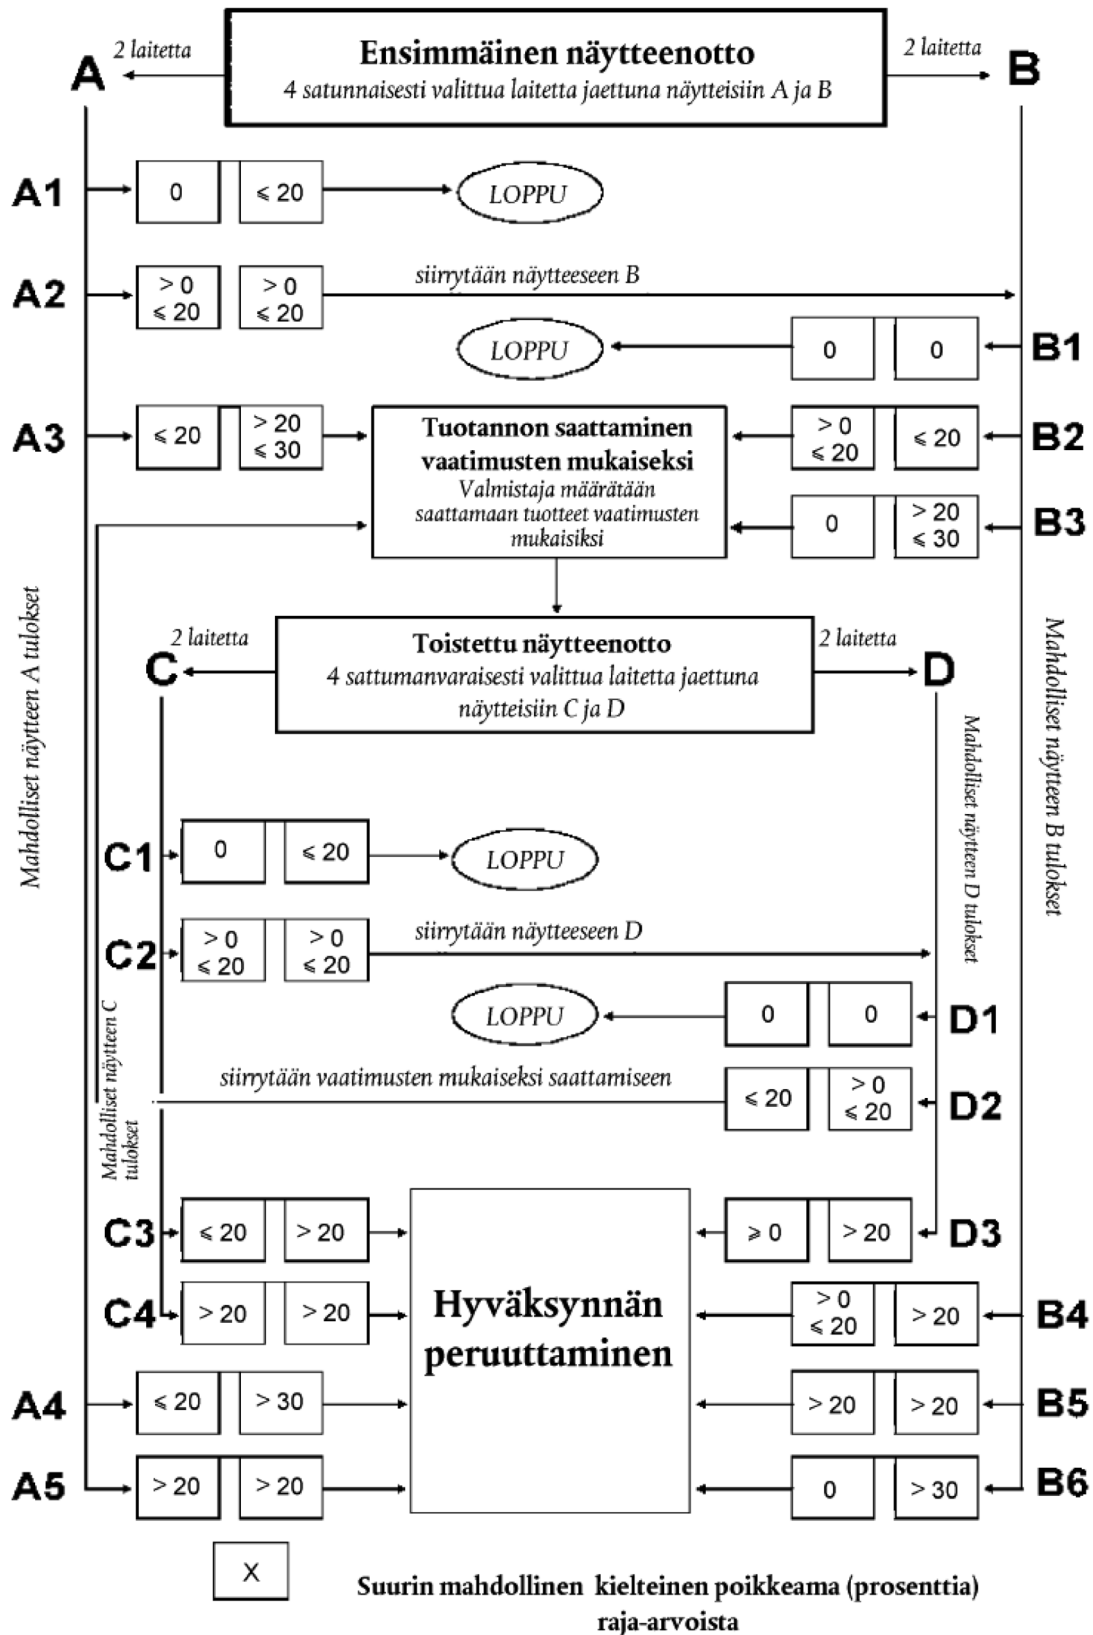 Ensimmäinen näytteenotto
4 satunnaisesti valittua laitetta jaettuna näytteisiin A ja B
A
2 laitetta
2 laitetta
B
A1
0
≤ 20
LOPPU
A2
> 0
≤ 20
> 0
≤ 20
siirrytään näytteeseen B
LOPPU
0
0
B1
A3
≤ 20
> 20
≤ 30
Tuotannon saattaminen
vaatimusten mukaiseksi
Valmistaja määrätään
saattamaan tuotteet vaatimusten
mukaisiksi
> 0
≤ 20
≤ 20
B2
0
> 20
≤ 30
B3
Mahdolliset näytteen A tulokset
Mahdolliset näytteen B tulokset
C
2 laitetta
Toistettu näytteenotto
4 sattumanvaraisesti valittua laitetta jaettuna
näytteisiin C ja D
2 laitetta
D
Mahdolliset näytteen D tulokset
C1
0
≤ 20
LOPPU
C2
> 0
≤ 20
> 0
≤ 20
siirrytään näytteeseen D
LOPPU
0
0
D1
Mahdolliset näytteen C
tulokset
siirrytään vaatimusten mukaiseksi saattamiseen
≤ 20
> 0
≤ 20
D2
C3
≤ 20
> 20
Hyväksynnän
peruuttaminen
≥ 0
> 20
D3
C4
> 20
> 20
> 0
≤ 20
> 20
B4
A4
≤ 20
> 30
> 20
> 20
B5
A5
> 20
> 20
0
> 30
B6
X
Suurin mahdollinen kielteinen poikkeama (prosenttia)
raja-arvoista